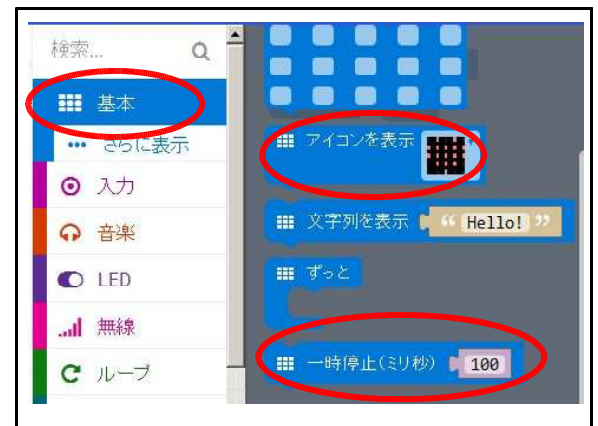 検索...
基本
さらに表示
入力
音楽
LED
無線
ループ
アイコンを表示
文字列を表示 “ Hello! ”
ずっと
一時停止(ミリ秒) 100